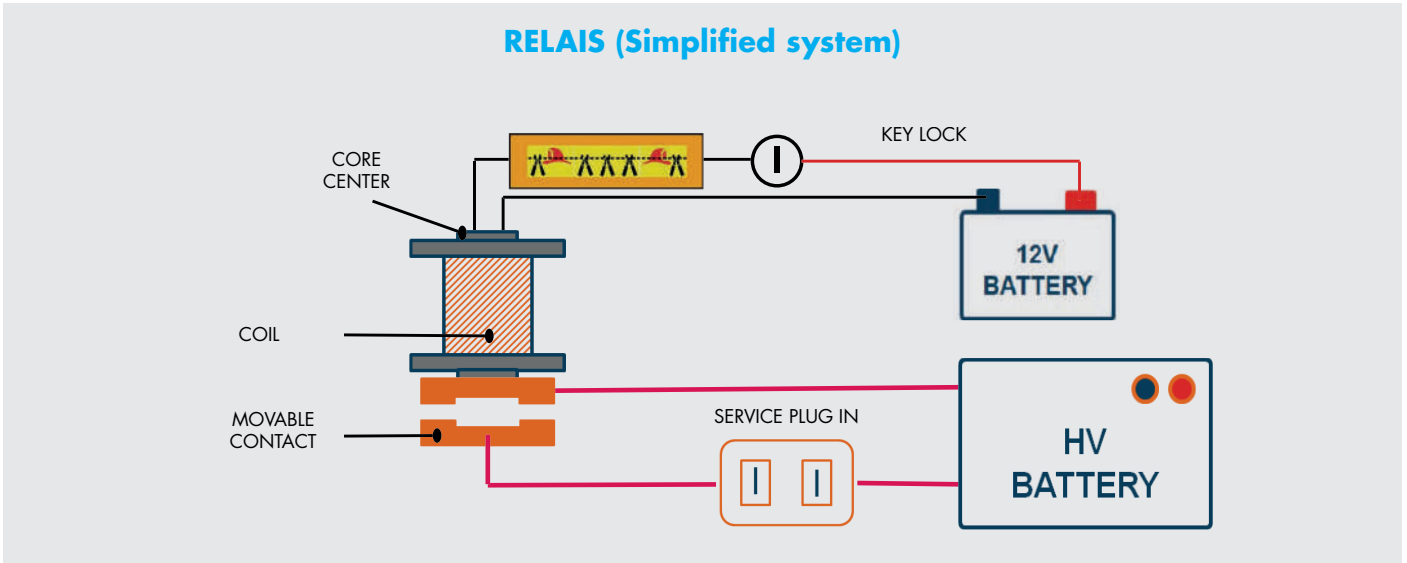 RELAIS (Simplified system)
KEY LOCK
CORE
CENTER
12V
BATTERY
COIL
MOVABLE
CONTACT
SERVICE PLUG IN
HV
BATTERY